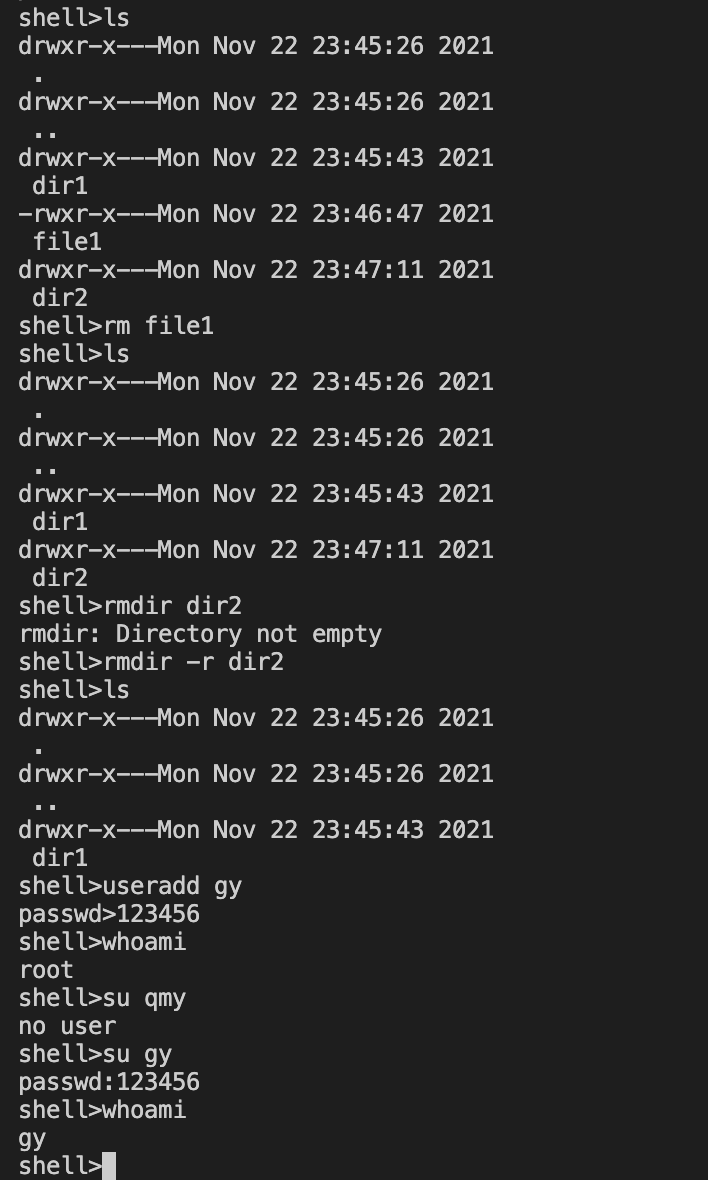 shell>ls
drwxr-x---Mon Nov 22 23:45:26 2021
 .
drwxr-x---Mon Nov 22 23:45:26 2021
 ..
drwxr-x---Mon Nov 22 23:45:43 2021
 dir1
-rwxr-x---Mon Nov 22 23:46:47 2021
 file1
drwxr-x---Mon Nov 22 23:47:11 2021
 dir2
shell>rm file1
shell>ls
drwxr-x---Mon Nov 22 23:45:26 2021
 .
drwxr-x---Mon Nov 22 23:45:26 2021
 ..
drwxr-x---Mon Nov 22 23:45:43 2021
 dir1
drwxr-x---Mon Nov 22 23:47:11 2021
 dir2
shell>rmdir dir2
rmdir: Directory not empty
shell>rmdir -r dir2
shell>ls
drwxr-x---Mon Nov 22 23:45:26 2021
 .
drwxr-x---Mon Nov 22 23:45:26 2021
 ..
drwxr-x---Mon Nov 22 23:45:43 2021
 dir1
shell>useradd gy
passwd>123456
shell>whoami
root
shell>su qmy
no user
shell>su gy
passwd:123456
shell>whoami
gy
shell>